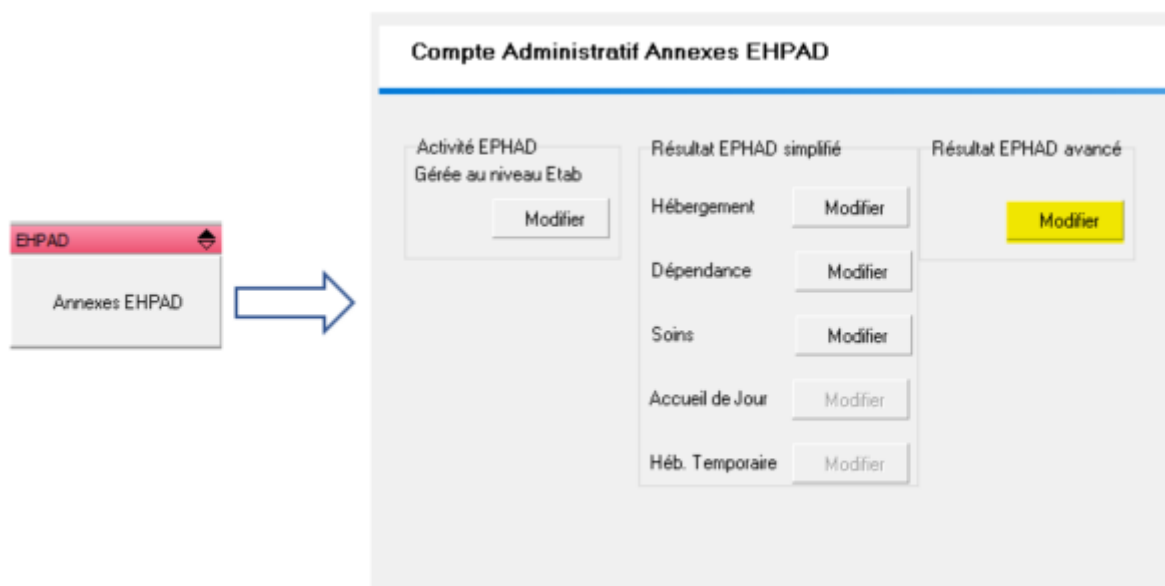 Compte Administratif Annexes EHPAD
Activité EPHAD
Gérée au niveau Etab
Modifier
Résultat EPHAD simplifié
Hébergement Modifier
Dépendance Modifier
Soins Modifier
Accueil de Jour Modifier
Héb. Temporaire Modifier
Résultat EPHAD avancé
Modifier
EHPAD
Annexes EHPAD